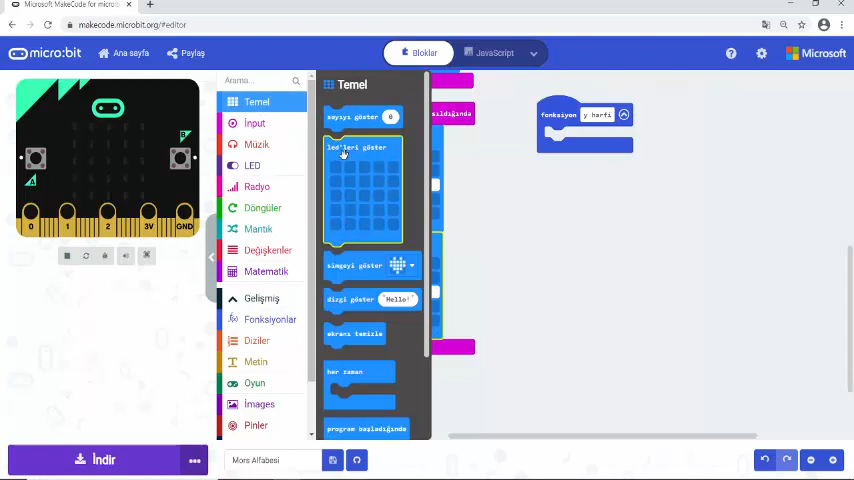 Microsoft MakeCode for micro:bit
makecode.microbit.org/#editor
micro:bit
Ana sayfa
Paylaş
Bloklar
JavaScript
Microsoft
B
A
0
1
2
3V
GND
Arama...
Temel
Input
Müzik
LED
Radyo
Döngüler
Mantık
Değişkenler
Matematik
Gelişmiş
Fonksiyonlar
Diziler
Metin
Oyun
Images
Pinler
Temel
sayıyı göster 0
led'leri göster
simgeyi göster
dizgi göster "Hello!"
ekranı temizle
her zaman
program başladığında
sıldığında
fonksiyon y harfi
İndir
Mors Alfabesi